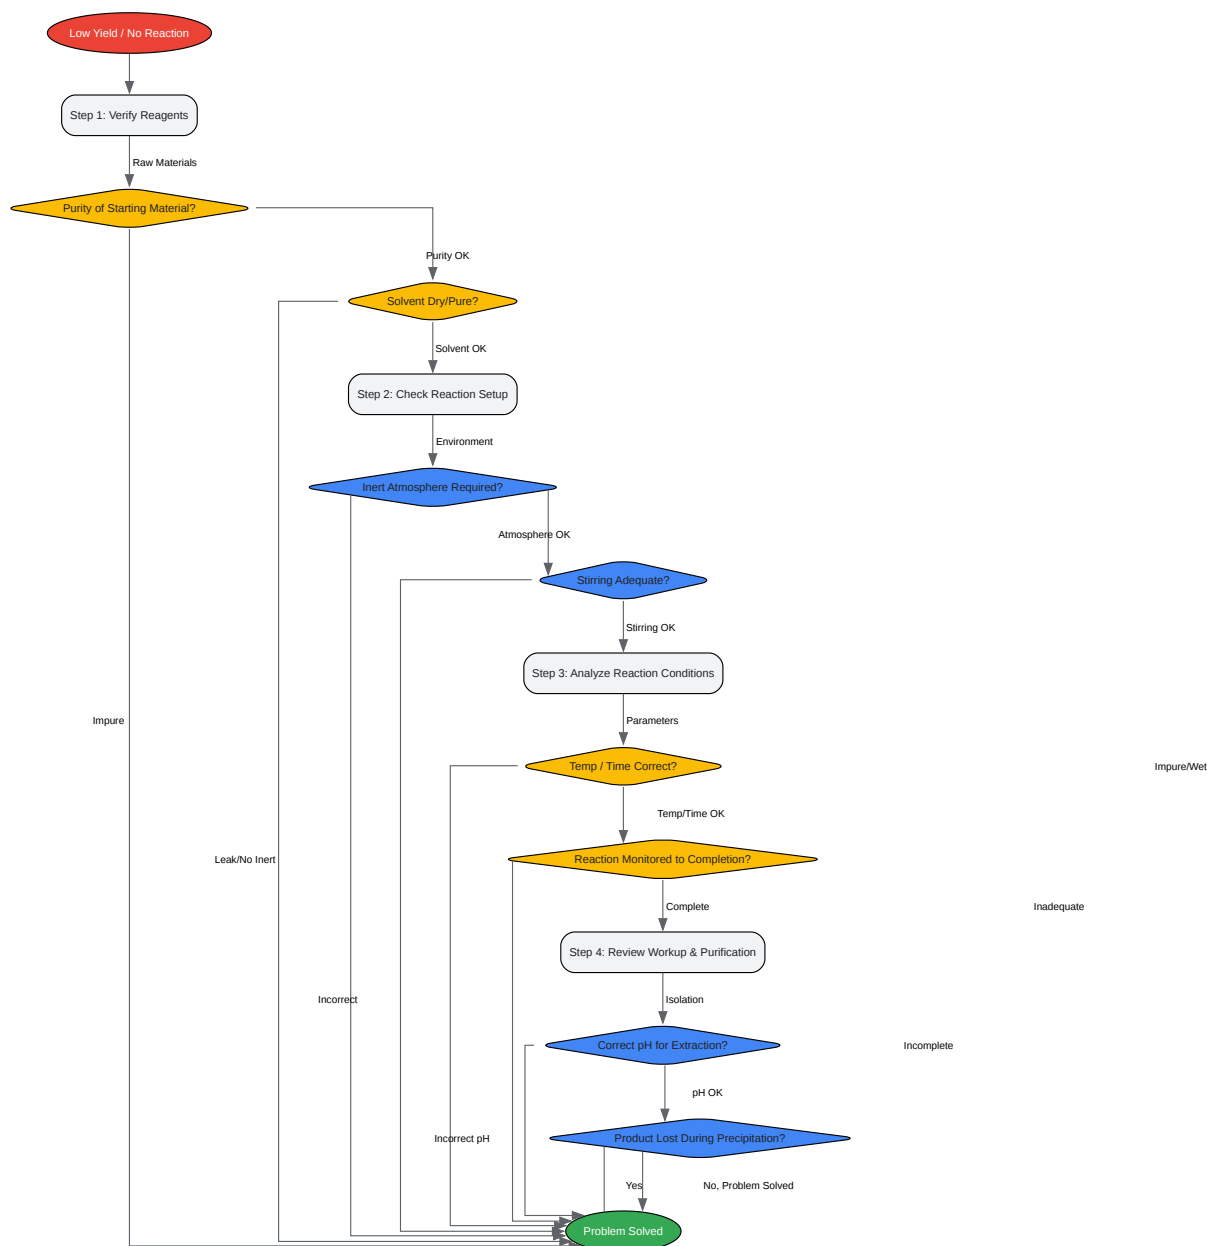 Low Yield / No Reaction
Step 1: Verify Reagents
Raw Materials
Purity of Starting Material?
Purity OK
Solvent Dry/Pure?
Solvent OK
Step 2: Check Reaction Setup
Environment
Inert Atmosphere Required?
Atmosphere OK
Stirring Adequate?
Stirring OK
Step 3: Analyze Reaction Conditions
Impure
Parameters
Temp / Time Correct?
Impure/Wet
Temp/Time OK
Leak/No Inert
Reaction Monitored to Completion?
Complete
Inadequate
Step 4: Review Workup & Purification
Incorrect
Isolation
Correct pH for Extraction?
Incomplete
pH OK
Incorrect pH
Product Lost During Precipitation?
Yes
No, Problem Solved
Problem Solved